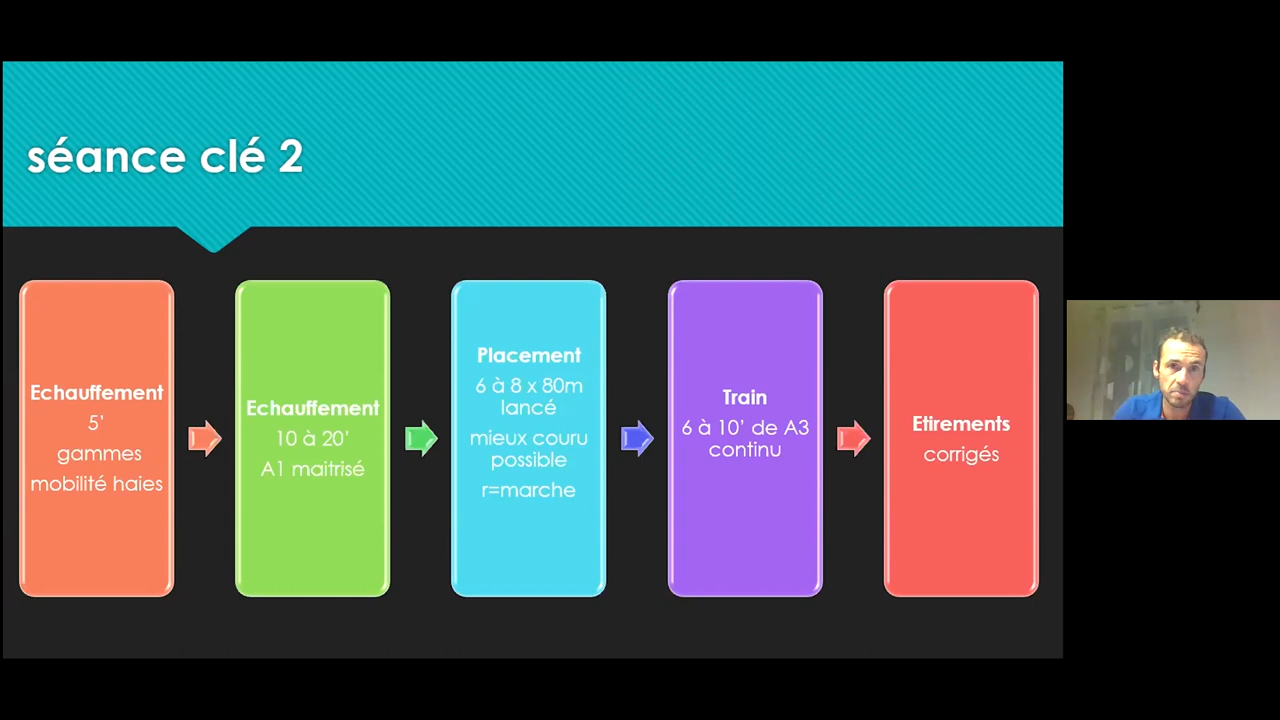 séance clé 2
Echauffement
5’
gammes
mobilité haies
Echauffement
10 à 20’
A1 maitrisé
Placement
6 à 8 x 80m
lancé
mieux couru
possible
r=marche
Train
6 à 10’ de A3
continu
Etirements
corrigés